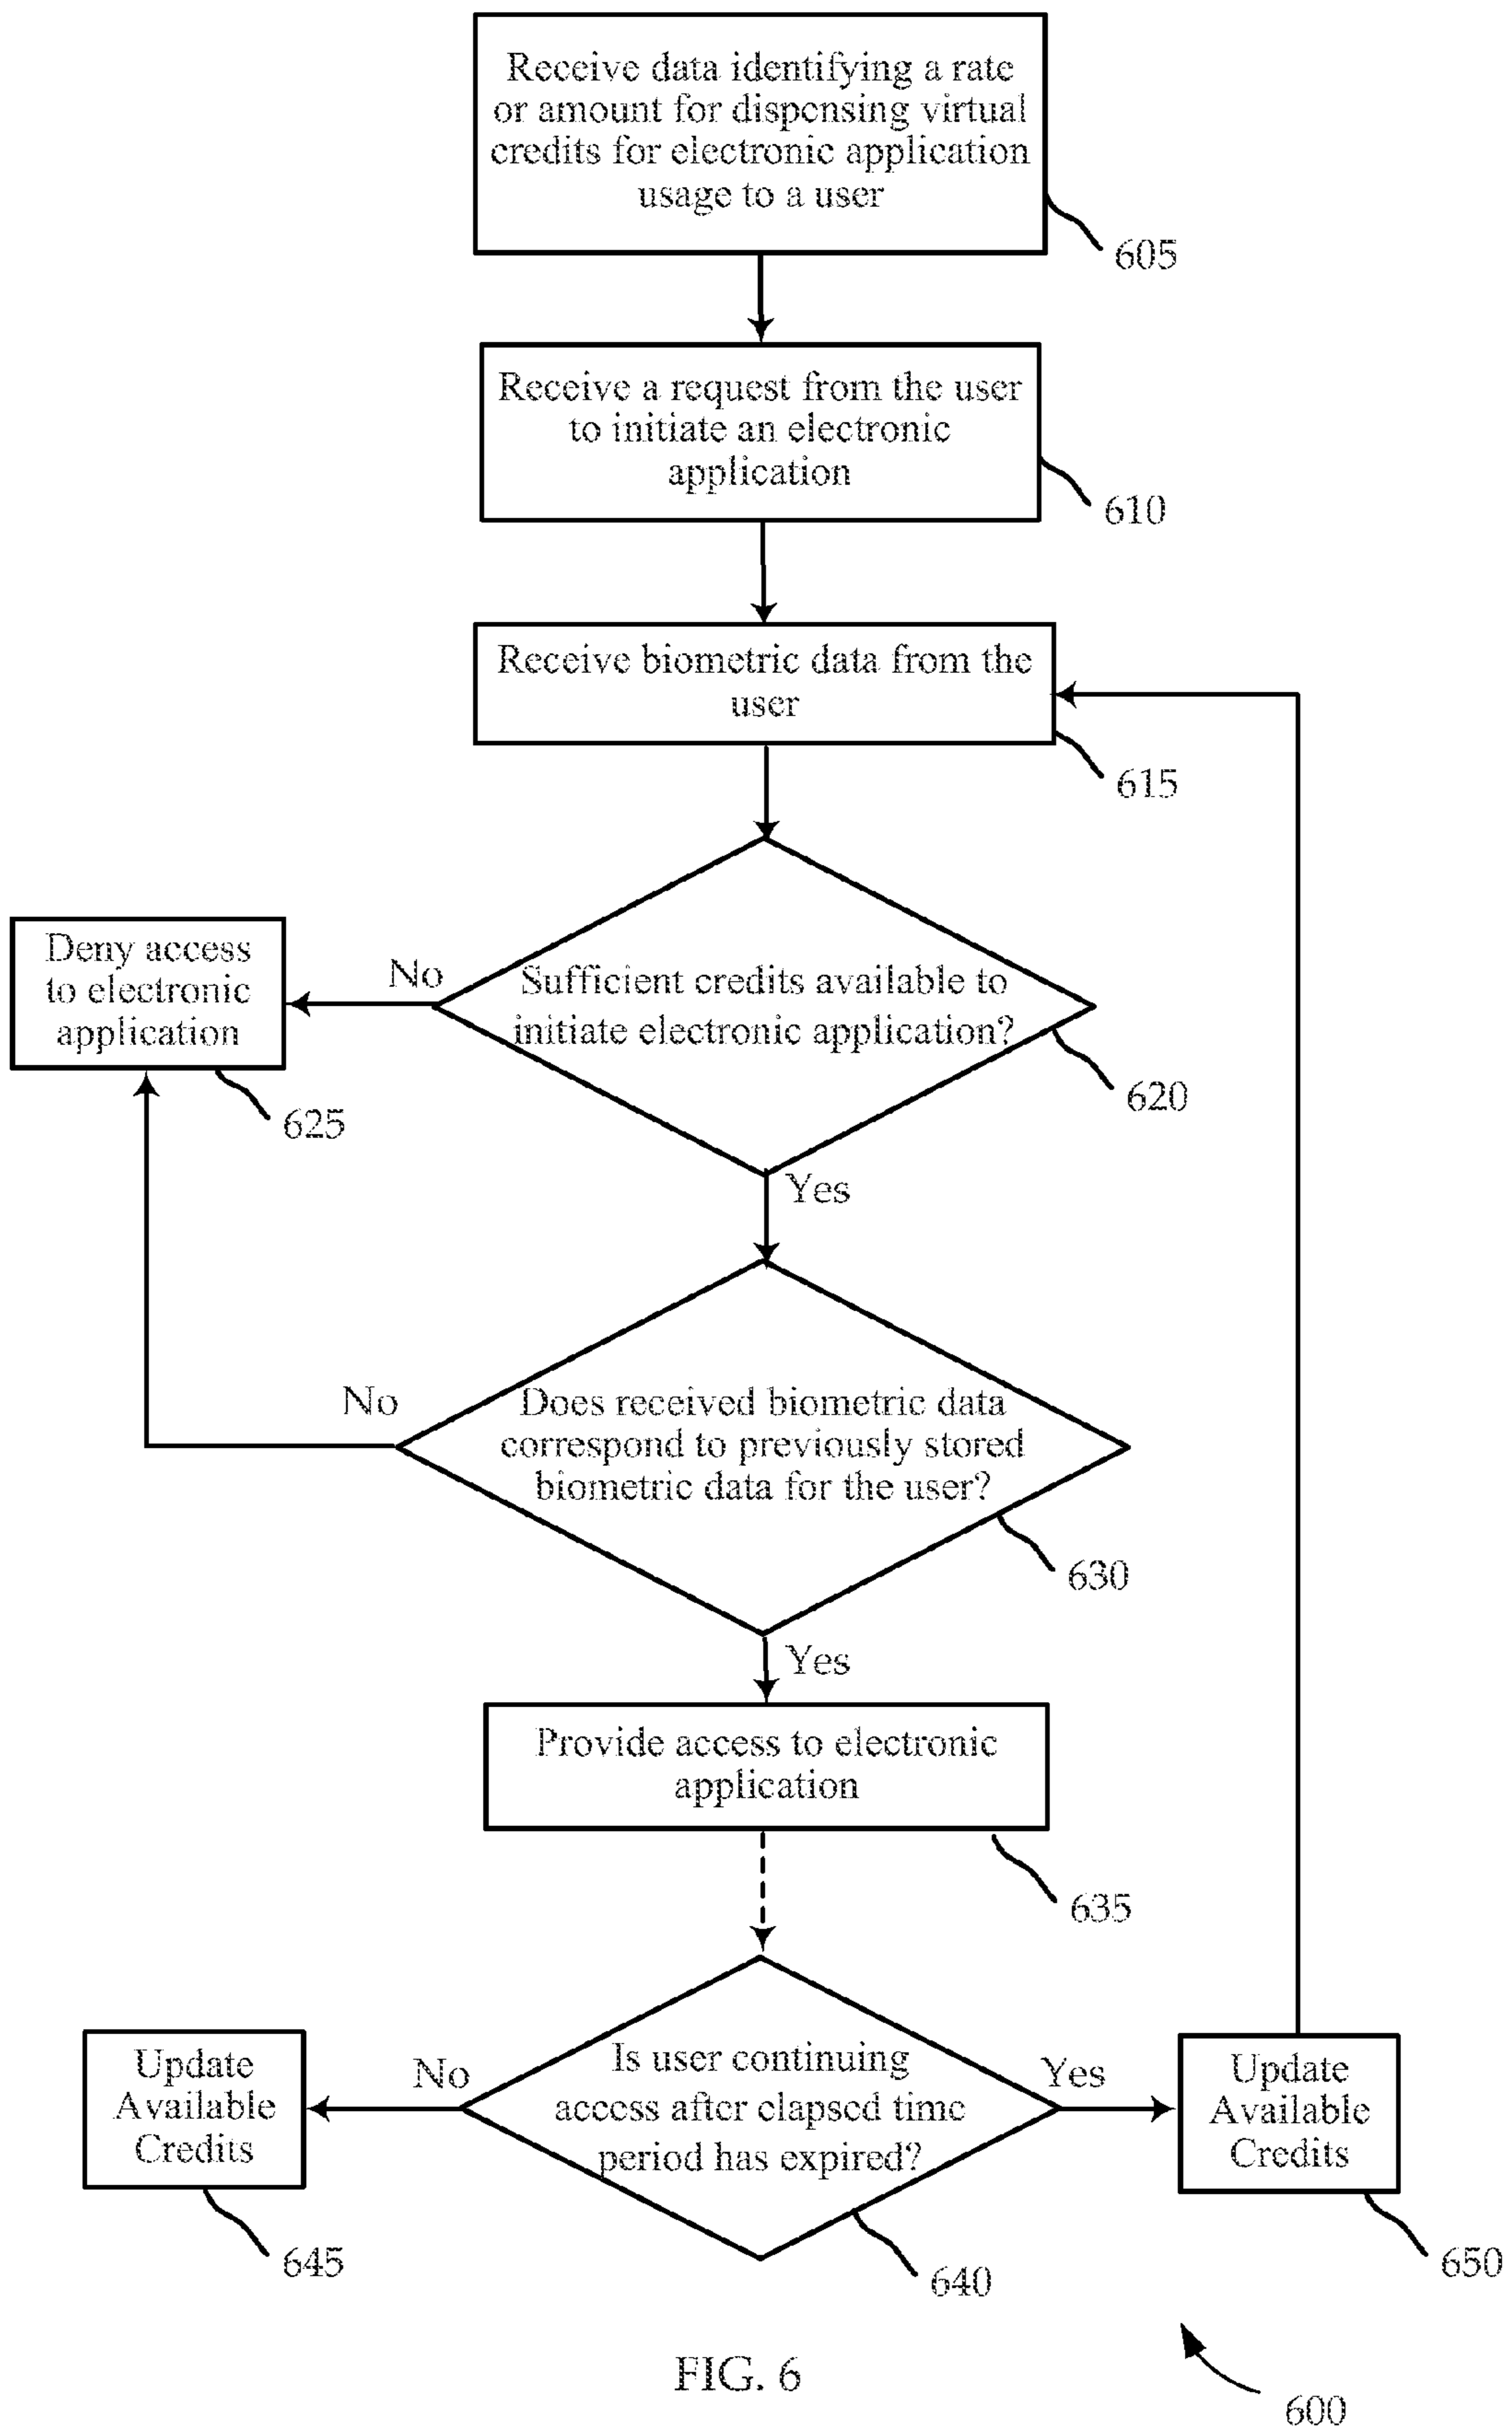 Receive data identifying a rate
or amount for dispensing virtual
credits for electronic application
usage to a user
605
Receive a request from the user
to initiate an electronic
application
610
Receive biometric data from the
user
615
Deny access
to electronic
application
625
No
Sufficient credits available to
initiate electronic application?
620
Yes
No
Does received biometric data
correspond to previously stored
biometric data for the user?
630
Yes
Provide access to electronic
application
635
Update
Available
Credits
645
No
Is user continuing
access after elapsed time
period has expired?
640
Yes
Update
Available
Credits
650
FIG. 6
600